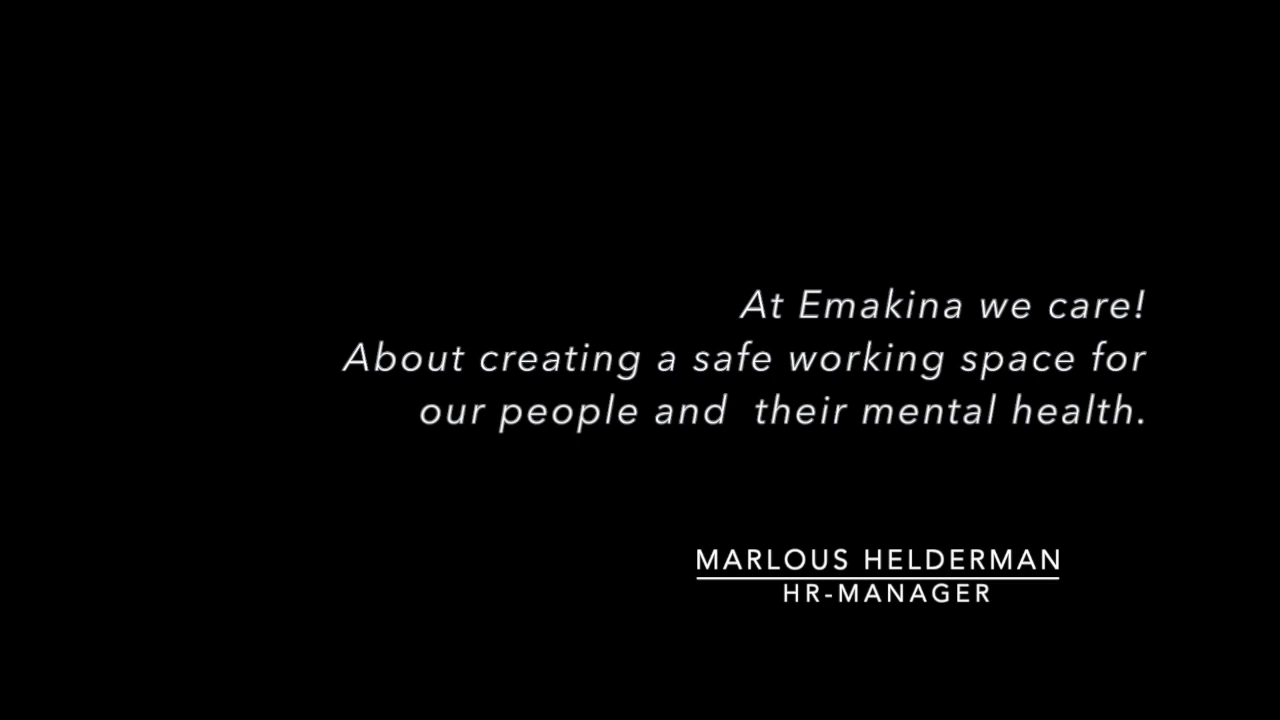 At Emakina we care!
About creating a safe working space for
our people and  their mental health.
MARLOUS HELDERMAN
HR-MANAGER